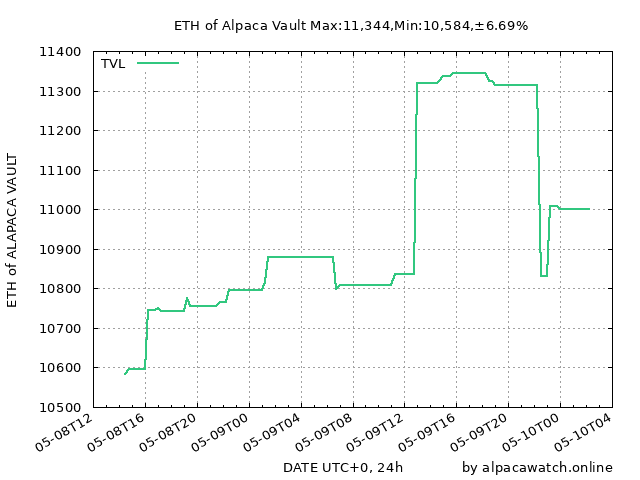 ETH of Alpaca Vault Max:11,344,Min:10,584,±6.69%
TVL
11400
11300
11200
11100
11000
10900
10800
10700
10600
10500
ETH of ALAPACA VAULT
05-08T12
05-08T16
05-08T20
05-09T00
05-09T04
05-09T08
05-09T12
05-09T16
05-09T20
05-10T00
05-10T04
DATE UTC+0, 24h
by alpacawatch.online